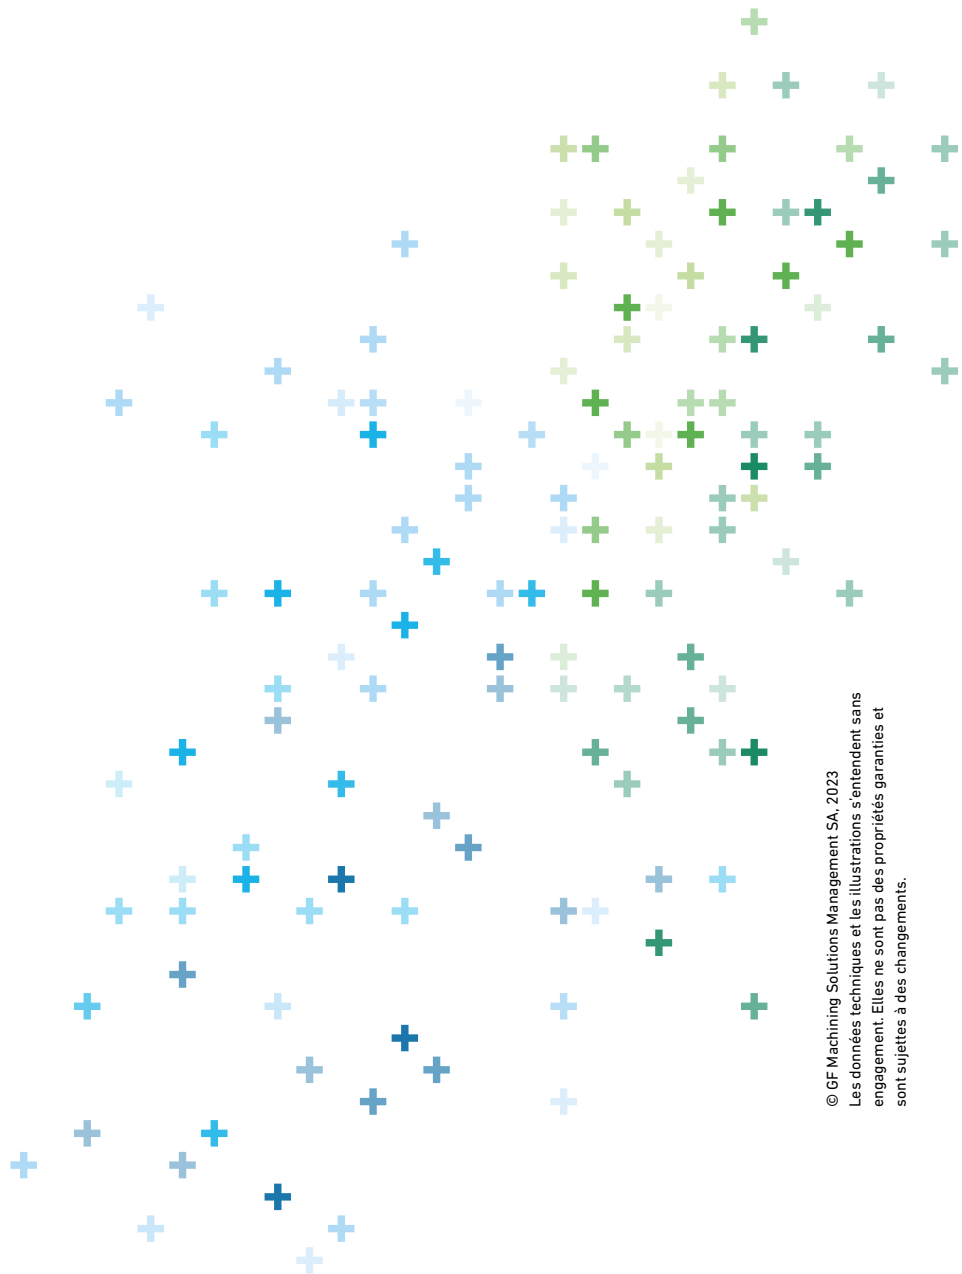 © GF Machining Solutions Management SA, 2023
Les données techniques et les illustrations s'entendent sans
engagement. Elles ne sont pas des propriétés garanties et
sont sujettes à des changements.